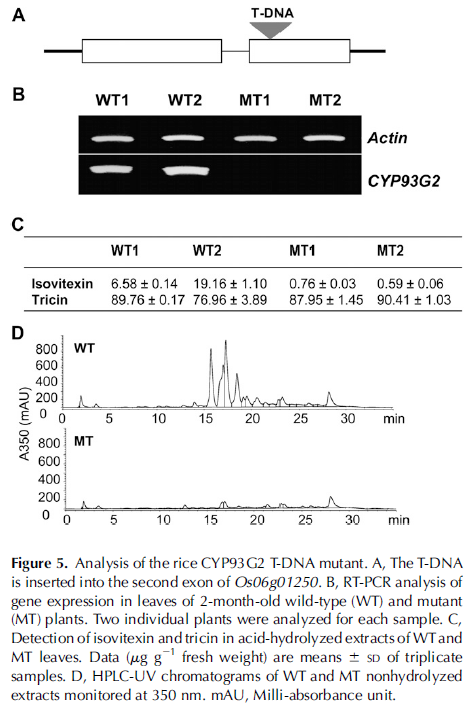 A
T-DNA
B
WT1 WT2 MT1 MT2
Actin
CYP93G2
C
WT1 WT2 MT1 MT2
Isovitexin 6.58 ± 0.14 19.16 ± 1.10 0.76 ± 0.03 0.59 ± 0.06
Tricin 89.76 ± 0.17 76.96 ± 3.89 87.95 ± 1.45 90.41 ± 1.03
D
A350 (mAU)
800
600
400
200
0
WT
0 5 10 15 20 25 30 min
800
600
400
200
0
MT
0 5 10 15 20 25 30 min
Figure 5. Analysis of the rice CYP93G2 T-DNA mutant. A, The T-DNA
is inserted into the second exon of Os06g01250. B, RT-PCR analysis of
gene expression in leaves of 2-month-old wild-type (WT) and mutant
(MT) plants. Two individual plants were analyzed for each sample. C,
Detection of isovitexin and tricin in acid-hydrolyzed extracts of WT and
MT leaves. Data (μg g−1 fresh weight) are means ± SD of triplicate
samples. D, HPLC-UV chromatograms of WT and MT nonhydrolyzed
extracts monitored at 350 nm. mAU, Milli-absorbance unit.